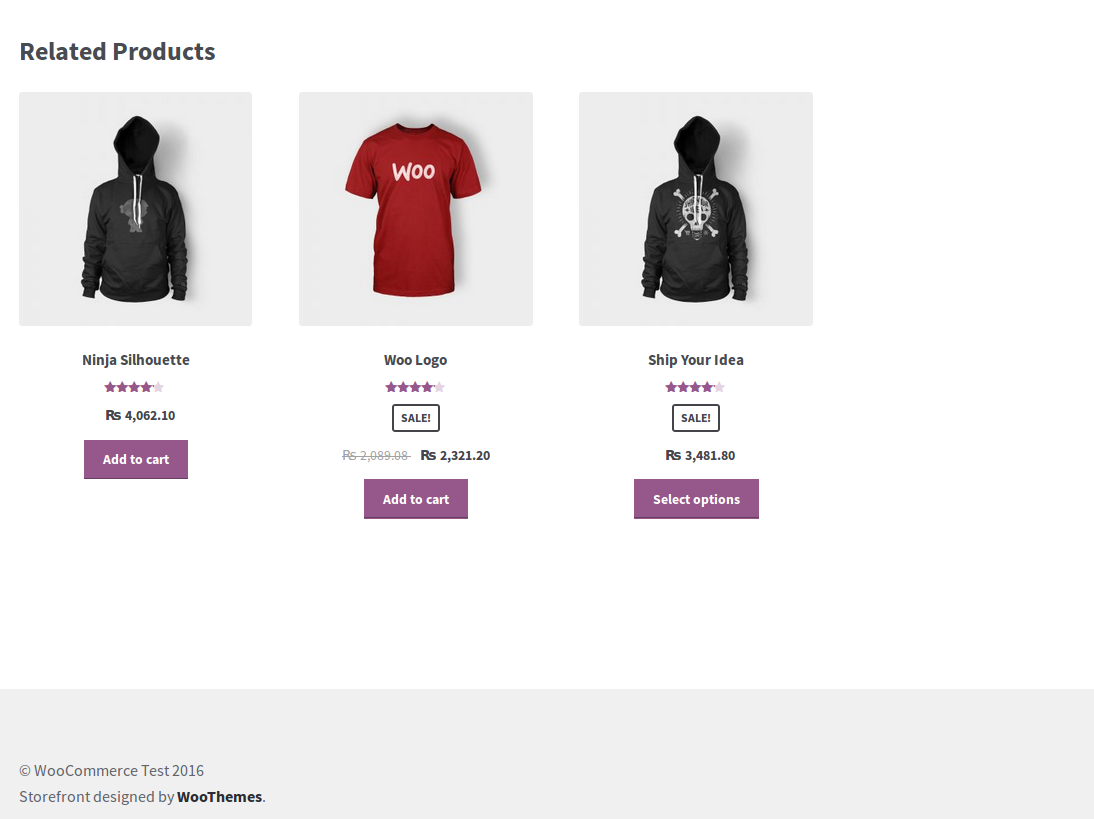 Related Products
Woo
Ninja Silhouette
Woo Logo
Ship Your Idea
SALE!
SALE!
₨ 4,062.10
₨ 2,089.08 ₨ 2,321.20
₨ 3,481.80
Add to cart
Add to cart
Select options
© WooCommerce Test 2016
Storefront designed by WooThemes.